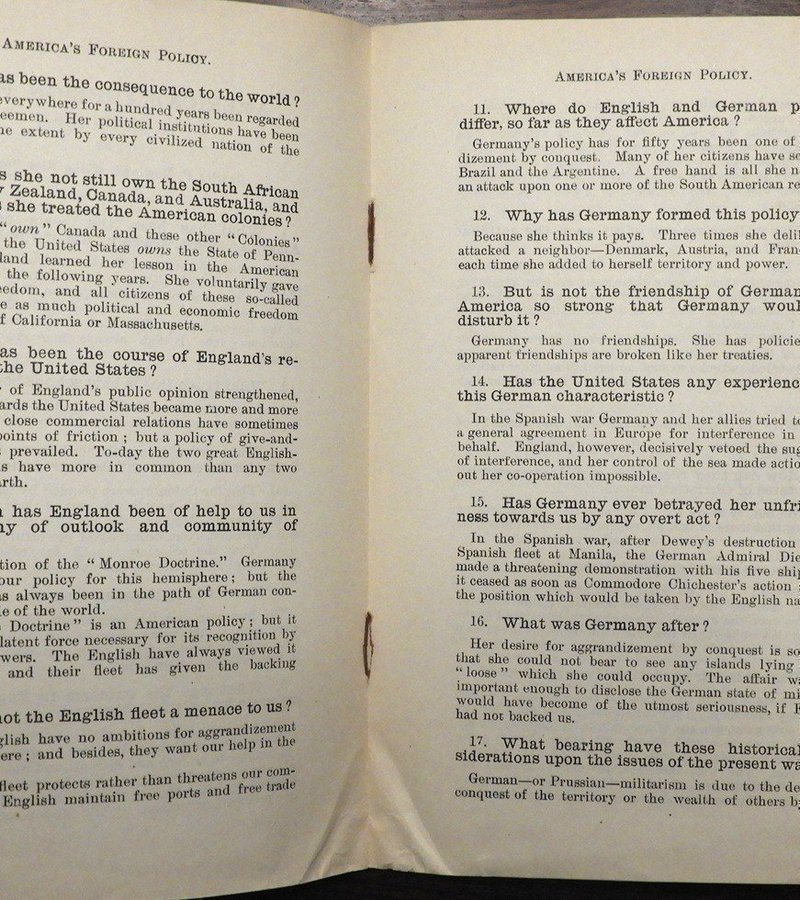 AMERICA'S FOREIGN POLICY.
been the consequence to the world?
everywhere for a hundred years been regarded
Her political institutions have been
extent by every civilized nation of the
she not still own the South African
Zealand, Canada, and Australia, and
she treated the American colonies?
"own" Canada and these other "Colonies"
the United States owns the State of Penn-
learned her lesson in the American
the following years. She voluntarily gave
and all citizens of these so-called
as much political and economic freedom
California or Massachusetts.
been the course of England's re-
the United States?
of England's public opinion strengthened,
the United States became more and more
close commercial relations have sometimes
points of friction; but a policy of give-and-
prevailed. To-day the two great English-
have more in common than any two
has England been of help to us in
of outlook and community of
of the "Monroe Doctrine." Germany
our policy for this hemisphere; but the
always been in the path of German con-
of the world.
Doctrine" is an American policy; but it
latent force necessary for its recognition by
The English have always viewed it
and their fleet has given the backing
not the English fleet a menace to us?
have no ambitions for aggrandizement
and besides, they want our help in the
fleet protects rather than threatens our com-
English maintain free ports and free trade
AMERICA'S FOREIGN POLICY.
11. Where do English and German p
differ, so far as they affect America?
Germany's policy has for fifty years been one of
dizement by conquest. Many of her citizens have se
Brazil and the Argentine. A free hand is all she n
an attack upon one or more of the South American re
12. Why has Germany formed this policy
Because she thinks it pays. Three times she deli
attacked a neighbor—Denmark, Austria, and Fran
each time she added to herself territory and power.
13. But is not the friendship of German
America so strong that Germany woul
disturb it?
Germany has no friendships. She has policie
apparent friendships are broken like her treaties.
14. Has the United States any experienc
this German characteristic?
In the Spanish war Germany and her allies tried to
a general agreement in Europe for interference in
behalf. England, however, decisively vetoed the sug
of interference, and her control of the sea made actio
out her co-operation impossible.
15. Has Germany ever betrayed her unfri
ness towards us by any overt act?
In the Spanish war, after Dewey's destruction
Spanish fleet at Manila, the German Admiral Die
made a threatening demonstration with his five ship
it ceased as soon as Commodore Chichester's action
the position which would be taken by the English na
16. What was Germany after?
Her desire for aggrandizement by conquest is so
that she could not bear to see any islands lying
"loose" which she could occupy. The affair wa
important enough to disclose the German state of mi
would have become of the utmost seriousness, if E
had not backed us.
17. What bearing have these historical
siderations upon the issues of the present wa
German—or Prussian—militarism is due to the de
conquest of the territory or the wealth of others b